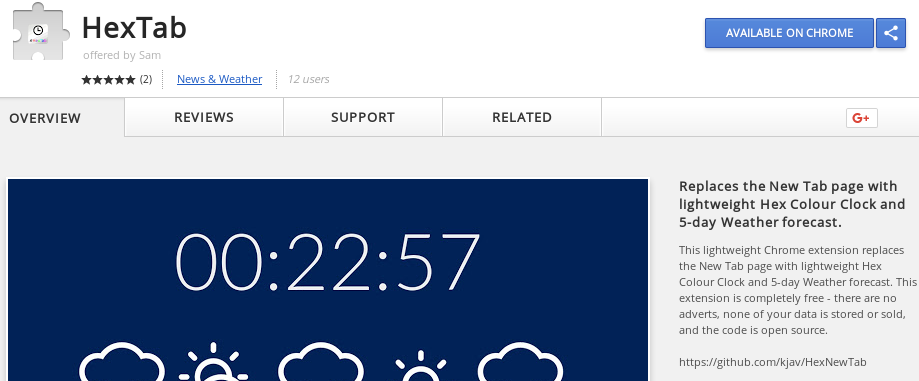 HexTab
offered by Sam
(2)
News & Weather
12 users
AVAILABLE ON CHROME
OVERVIEW
REVIEWS
SUPPORT
RELATED
G+
00:22:57
Replaces the New Tab page with
lightweight Hex Colour Clock and
5-day Weather forecast.
This lightweight Chrome extension replaces
the New Tab page with lightweight Hex
Colour Clock and 5-day Weather forecast. This
extension is completely free - there are no
adverts, none of your data is stored or sold,
and the code is open source.
https://github.com/kjav/HexNewTab